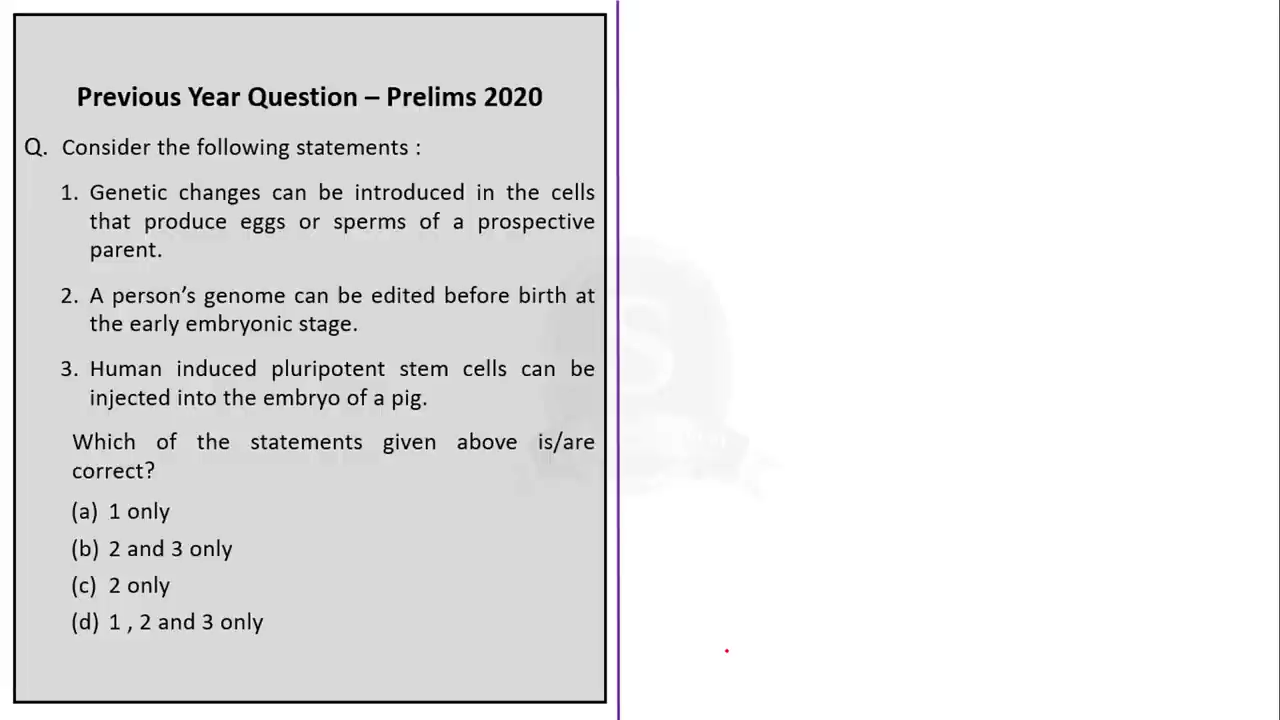 Previous Year Question – Prelims 2020
Q. Consider the following statements :
1. Genetic changes can be introduced in the cells
that produce eggs or sperms of a prospective
parent.
2. A person’s genome can be edited before birth at
the early embryonic stage.
3. Human induced pluripotent stem cells can be
injected into the embryo of a pig.
Which of the statements given above is/are
correct?
(a) 1 only
(b) 2 and 3 only
(c) 2 only
(d) 1 , 2 and 3 only